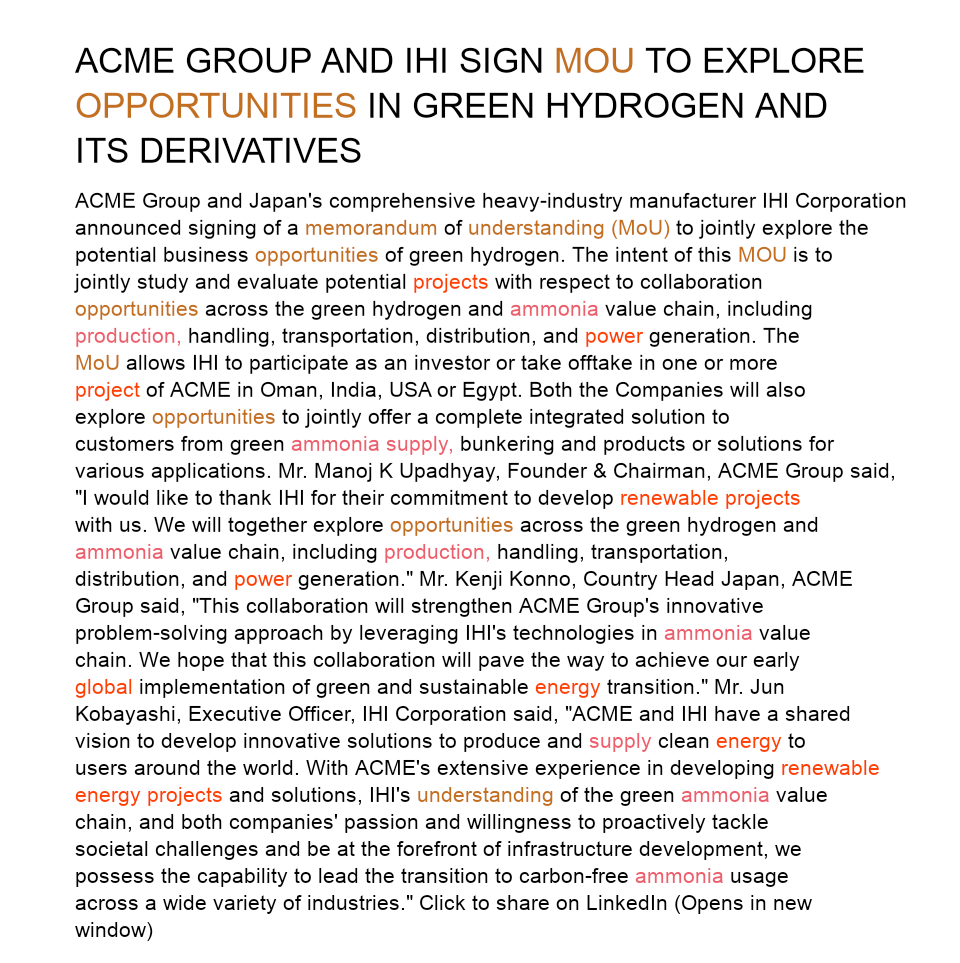 ACME GROUP AND IHI SIGN MOU TO EXPLORE
OPPORTUNITIES IN GREEN HYDROGEN AND
ITS DERIVATIVES
ACME Group and Japan's comprehensive heavy-industry manufacturer IHI Corporation
announced signing of a memorandum of understanding (MoU) to jointly explore the
potential business opportunities of green hydrogen. The intent of this MOU is to
jointly study and evaluate potential projects with respect to collaboration
opportunities across the green hydrogen and ammonia value chain, including
production, handling, transportation, distribution, and power generation. The
MoU allows IHI to participate as an investor or take offtake in one or more
project of ACME in Oman, India, USA or Egypt. Both the Companies will also
explore opportunities to jointly offer a complete integrated solution to
customers from green ammonia supply, bunkering and products or solutions for
various applications. Mr. Manoj K Upadhyay, Founder & Chairman, ACME Group said,
"I would like to thank IHI for their commitment to develop renewable projects
with us. We will together explore opportunities across the green hydrogen and
ammonia value chain, including production, handling, transportation,
distribution, and power generation." Mr. Kenji Konno, Country Head Japan, ACME
Group said, "This collaboration will strengthen ACME Group's innovative
problem-solving approach by leveraging IHI's technologies in ammonia value
chain. We hope that this collaboration will pave the way to achieve our early
global implementation of green and sustainable energy transition." Mr. Jun
Kobayashi, Executive Officer, IHI Corporation said, "ACME and IHI have a shared
vision to develop innovative solutions to produce and supply clean energy to
users around the world. With ACME's extensive experience in developing renewable
energy projects and solutions, IHI's understanding of the green ammonia value
chain, and both companies' passion and willingness to proactively tackle
societal challenges and be at the forefront of infrastructure development, we
possess the capability to lead the transition to carbon-free ammonia usage
across a wide variety of industries." Click to share on LinkedIn (Opens in new
window)